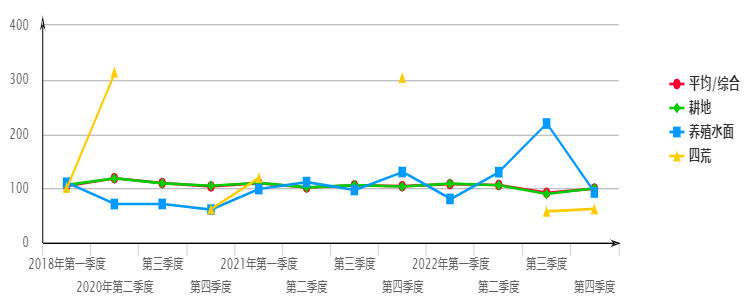 400
300
200
100
0
2018年第一季度
2020年第二季度
第三季度
第四季度
2021年第一季度
第二季度
第三季度
第四季度
2022年第一季度
第二季度
第三季度
第四季度
平均/综合
耕地
养殖水面
四荒